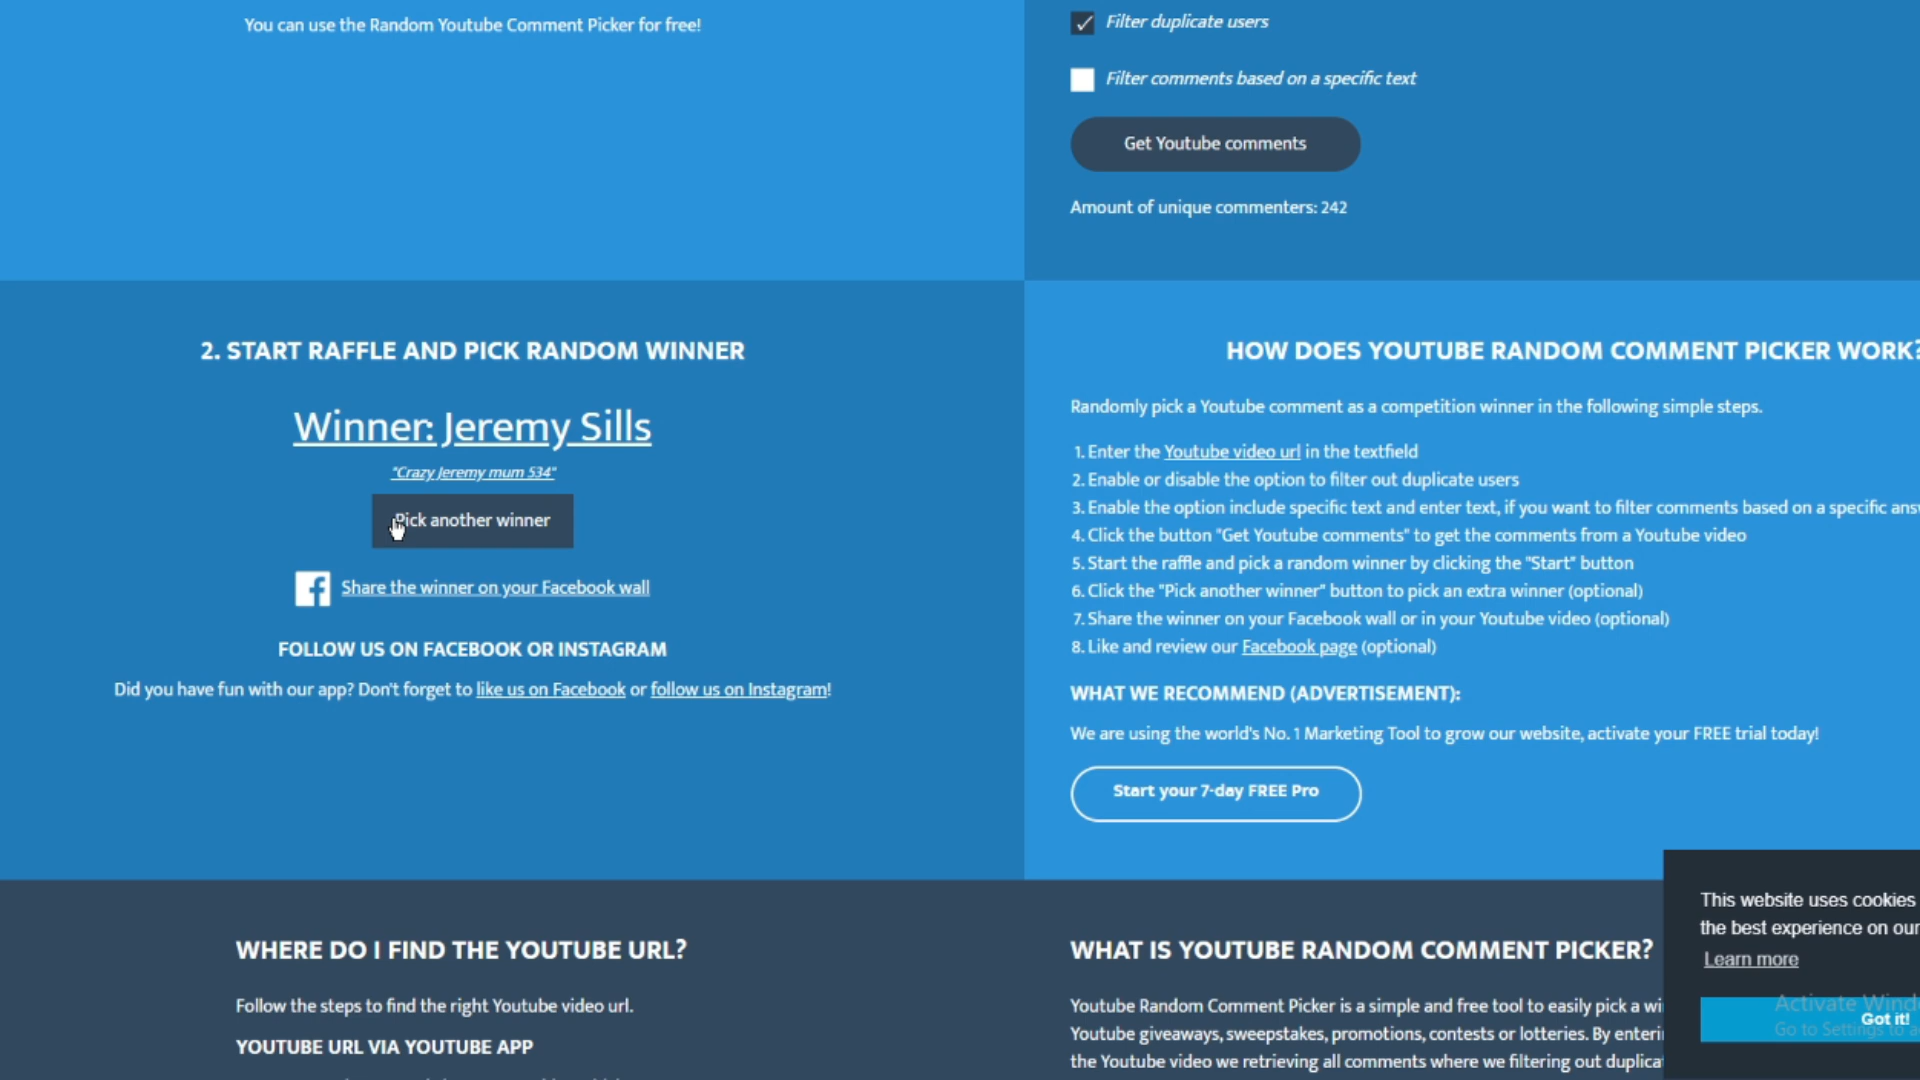 You can use the Random Youtube Comment Picker for free!
Filter duplicate users
Filter comments based on a specific text
Get Youtube comments
Amount of unique commenters: 242
2. START RAFFLE AND PICK RANDOM WINNER
Winner: Jeremy Sills
"Crazy Jeremy mum 534"
Pick another winner
Share the winner on your Facebook wall
FOLLOW US ON FACEBOOK OR INSTAGRAM
Did you have fun with our app? Don't forget to like us on Facebook or follow us on Instagram!
HOW DOES YOUTUBE RANDOM COMMENT PICKER WORK?
Randomly pick a Youtube comment as a competition winner in the following simple steps.
1. Enter the Youtube video url in the textfield
2. Enable or disable the option to filter out duplicate users
3. Enable the option include specific text and enter text, if you want to filter comments based on a specific
4. Click the button "Get Youtube comments" to get the comments from a Youtube video
5. Start the raffle and pick a random winner by clicking the "Start" button
6. Click the "Pick another winner" button to pick an extra winner (optional)
7. Share the winner on your Facebook wall or in your Youtube video (optional)
8. Like and review our Facebook page (optional)
WHAT WE RECOMMEND (ADVERTISEMENT):
We are using the world's No. 1 Marketing Tool to grow our website, activate your FREE trial today!
Start your 7-day FREE Pro
WHERE DO I FIND THE YOUTUBE URL?
Follow the steps to find the right Youtube video url.
YOUTUBE URL VIA YOUTUBE APP
WHAT IS YOUTUBE RANDOM COMMENT PICKER?
Youtube Random Comment Picker is a simple and free tool to easily pick a
Youtube giveaways, sweepstakes, promotions, contests or lotteries. By
the Youtube video we retrieving all comments where we filtering out
This website uses cookies
the best experience on our
Learn more
Activate
Got it!
Go to Settings to